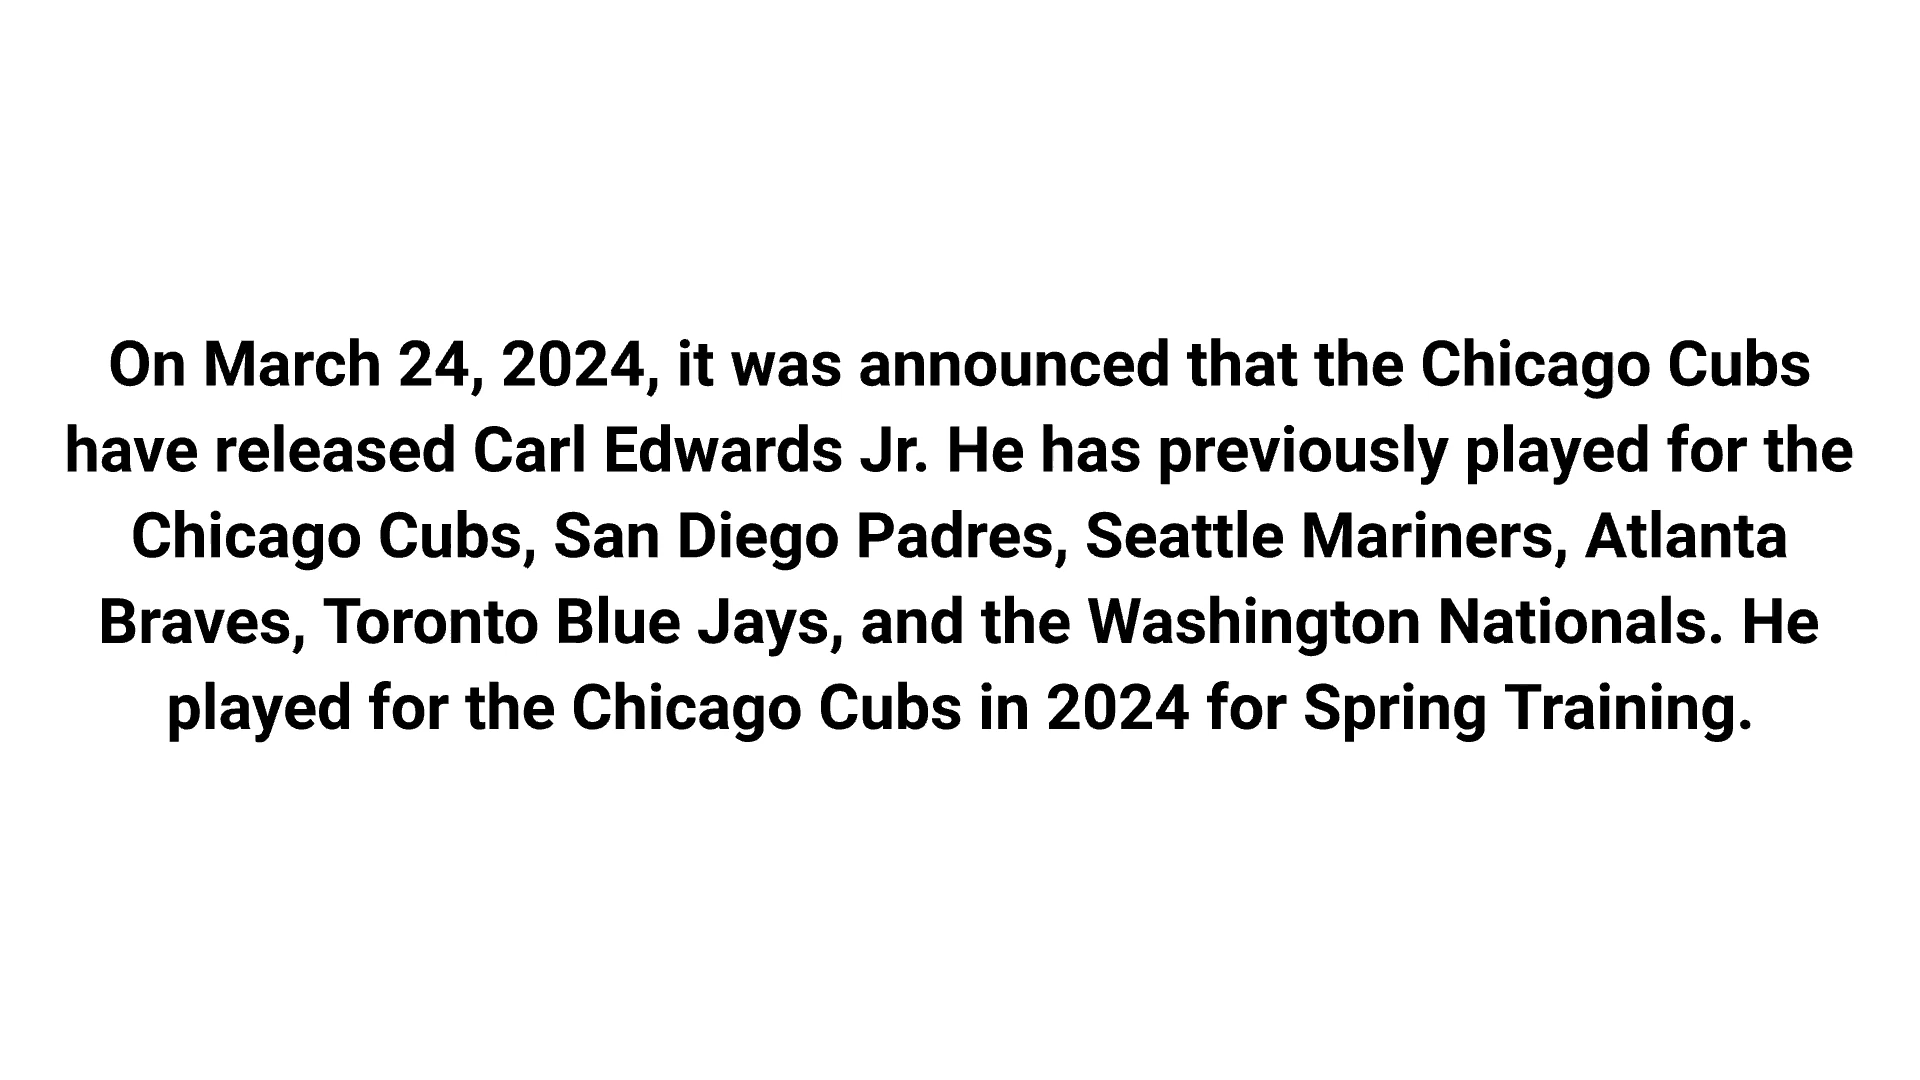 On March 24, 2024, it was announced that the Chicago Cubs
have released Carl Edwards Jr. He has previously played for the
Chicago Cubs, San Diego Padres, Seattle Mariners, Atlanta
Braves, Toronto Blue Jays, and the Washington Nationals. He
played for the Chicago Cubs in 2024 for Spring Training.